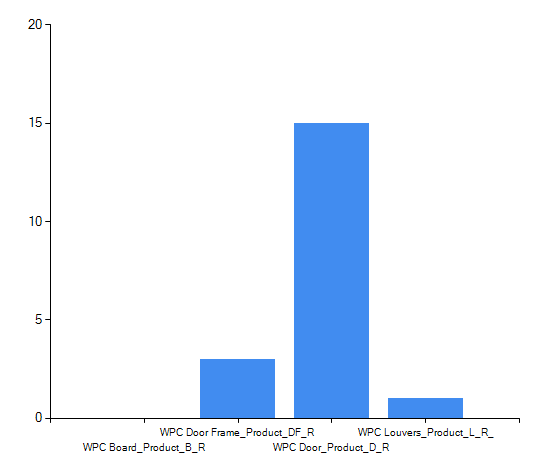 20
15
10
5
0
WPC Door Frame_Product_DF_R
WPC Louvers_Product_L_R_
WPC Board_Product_B_R
WPC Door_Product_D_R